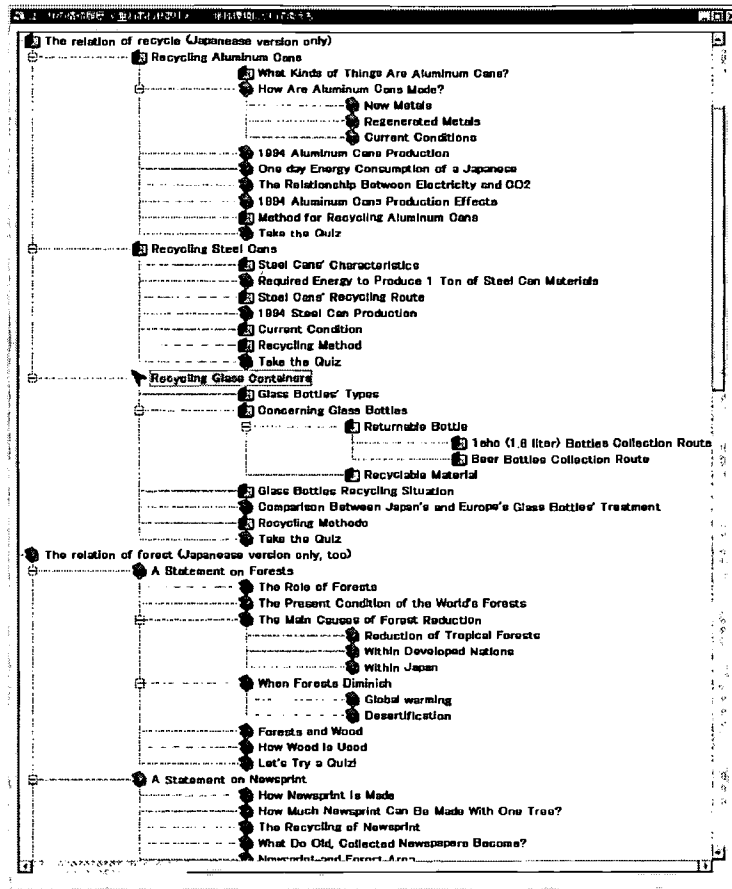 The relation of recycle (Japanease version only)
Recycling Aluminum Cans
What Kinds of Things Are Aluminum Cans?
How Are Aluminum Cans Made?
New Metals
Regenerated Metals
Current Conditions
1994 Aluminum Cans Production
One day Energy Consumption of a Japanese
The Relationship Between Electricity and CO2
1994 Aluminum Cans Production Effects
Method for Recycling Aluminum Cans
Take the Quiz
Recycling Steel Cans
Steel Cans' Characteristics
Required Energy to Produce 1 Ton of Steel Can Materials
Steel Cans' Recycling Route
1994 Steel Can Production
Current Condition
Recycling Method
Take the Quiz
Recycling Glass Containers
Glass Bottles' Types
Concerning Glass Bottles
Returnable Bottle
(1.8 liter) Bottles Collection Route
Beer Bottles Collection Route
Recyclable Material
Glass Bottles Recycling Situation
Comparison Between Japan's and Europe's Glass Bottles' Treatment
Recycling Methods
Take the Quiz
The relation of forest (Japanease version only, too)
A Statement on Forests
The Role of Forests
The Present Condition of the World's Forests
The Main Causes of Forest Reduction
Reduction of Tropical Forests
Within Developed Nations
Within Japan
When Forests Diminish
Global warming
Desertification
Forests and Wood
How Wood Is Used
Let's Try a Quiz!
A Statement on Newsprint
How Newsprint Is Made
How Much Newsprint Can Be Made With One Tree?
The Recycling of Newsprint
What Do Old, Collected Newspapers Become?
Newsprint and Forest Area